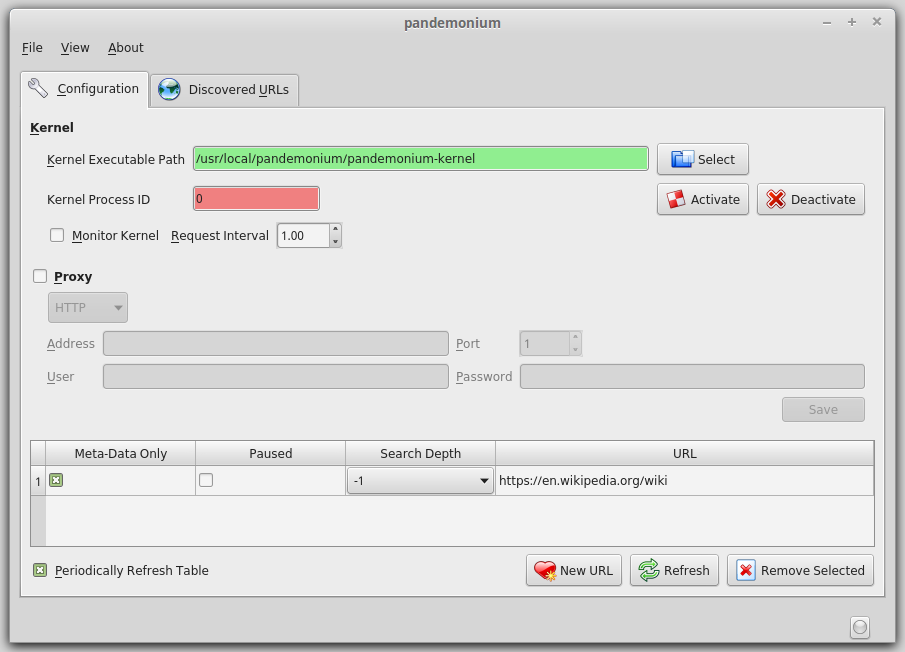 pandemonium
File View About
Configuration Discovered URLs
Kernel
Kernel Executable Path /usr/local/pandemonium/pandemonium-kernel Select
Kernel Process ID 0 Activate Deactivate
Monitor Kernel Request Interval 1.00
Proxy
HTTP
Address Port 1
User Password
Save
Meta-Data Only Paused Search Depth URL
1 -1 https://en.wikipedia.org/wiki
Periodically Refresh Table New URL Refresh Remove Selected